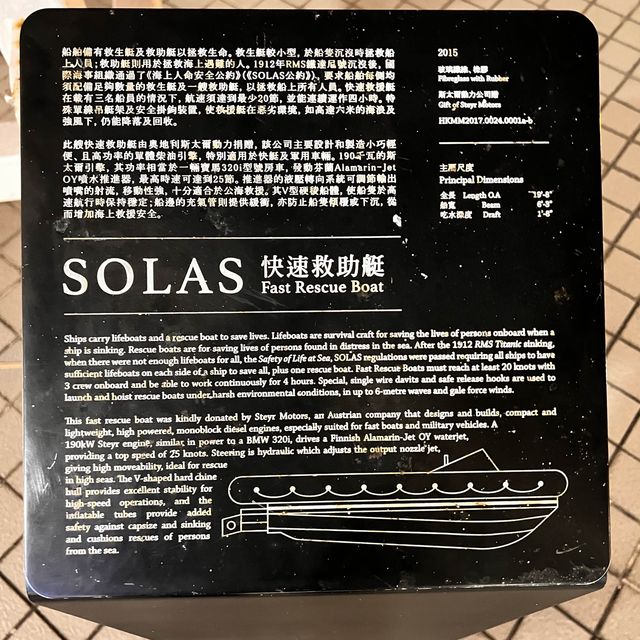 船舶備有救生艇及救助艇以拯救生命。救生艇較小型，於船隻沉沒時拯救船
上人員；救助艇則用於拯救海上遇難的人。1912年RMS鐵達尼號沉沒後，國
際海事組織通過了《海上人命安全公約》(《SOLAS公約》)，要求船舶每側均
須配備足夠數量的救生艇及一艘救助艇，以拯救船上所有人員。快速救援艇
在載有三名船員的情況下，航速須達到最少20節，並能連續運作四小時。特
殊單鏈吊艇架及安全掛鉤裝置，使救援艇在惡劣環境，如高達六米的海浪及
強風下，仍能降落及回收。
此艘快速救助艇由奧地利斯太爾動力捐贈，該公司主要設計和製造小巧輕
便、且高功率的單體柴油引擎，特別適用於快艇及軍用車輛。190千瓦的斯
太爾引擎，其功率相當於一輛寶馬320i型號房車，發動芬蘭Alamarin-Jet
OY噴水推進器，最高時速可達到25節。推進器的液壓轉向系統可調節輸出
噴嘴的射流，移動性強，十分適合於公海救援。其V型硬稜船體，使船隻於高
速航行時保持穩定；船邊的充氣管則提供緩衝，亦防止船隻傾覆或下沉，從
而增加海上救援安全。
2015
玻璃纖維、橡膠
Fibreglass with Rubber
斯太爾動力公司贈
Gift of Steyr Motors
HKMM2017.0024.0001a-b
主要尺度
Principal Dimensions
全長 Length O.A 19'-8"
船寬 Beam 6'-3"
吃水深度 Draft 1'-8"
SOLAS 快速救助艇
Fast Rescue Boat
Ships carry lifeboats and a rescue boat to save lives. Lifeboats are survival craft for saving the lives of persons onboard when a
ship is sinking. Rescue boats are for saving lives of persons found in distress in the sea. After the 1912 RMS Titanic sinking,
when there were not enough lifeboats for all, the Safety of Life at Sea, SOLAS regulations were passed requiring all ships to have
sufficient lifeboats on each side of a ship to save all, plus one rescue boat. Fast Rescue Boats must reach at least 20 knots with
3 crew onboard and be able to work continuously for 4 hours. Special, single wire davits and safe release hooks are used to
launch and hoist rescue boats under harsh environmental conditions, in up to 6-metre waves and gale force winds.
This fast rescue boat was kindly donated by Steyr Motors, an Austrian company that designs and builds, compact and
lightweight, high powered, monoblock diesel engines, especially suited for fast boats and military vehicles. A
190kW Steyr engine, similar in power to a BMW 320i, drives a Finnish Alamarin-Jet OY waterjet,
providing a top speed of 25 knots. Steering is hydraulic which adjusts the output nozzle jet,
giving high moveability, ideal for rescue
in high seas. The V-shaped hard chine
hull provides excellent stability for
high-speed operations, and the
inflatable tubes provide added
safety against capsize and sinking
and cushions rescues of persons
from the sea.